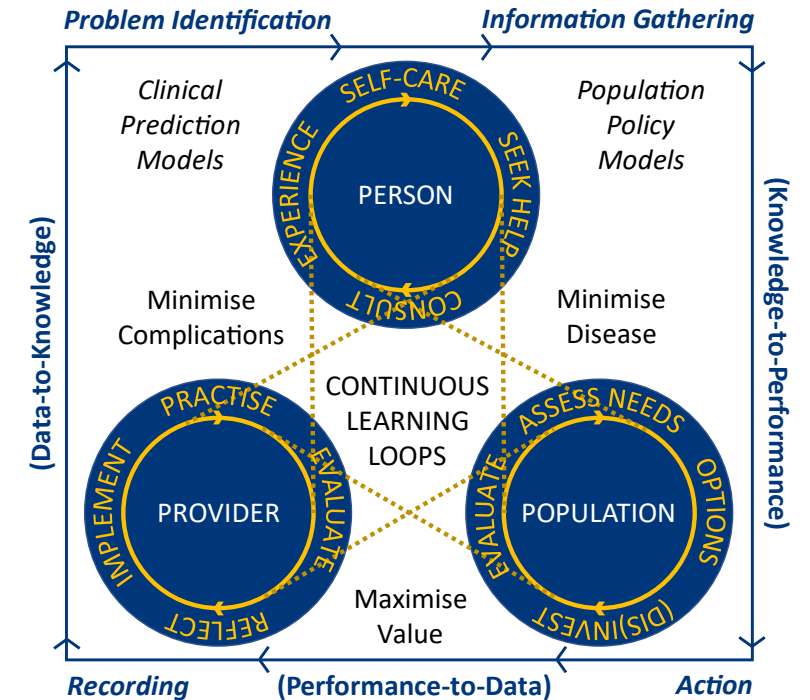 Problem Identification
Information Gathering
Clinical
Prediction
Models
Population
Policy
Models
SELF-CARE
SEEK HELP
CONSULT
EXPERIENCE
PERSON
(Data-to-Knowledge)
(Knowledge-to-Performance)
Minimise
Complications
Minimise
Disease
CONTINUOUS
LEARNING
LOOPS
PRACTISE
EVALUATE
REFLECT
IMPLEMENT
PROVIDER
ASSESS NEEDS
OPTIONS
(DIS)INVEST
EVALUATE
POPULATION
Maximise
Value
Recording
(Performance-to-Data)
Action